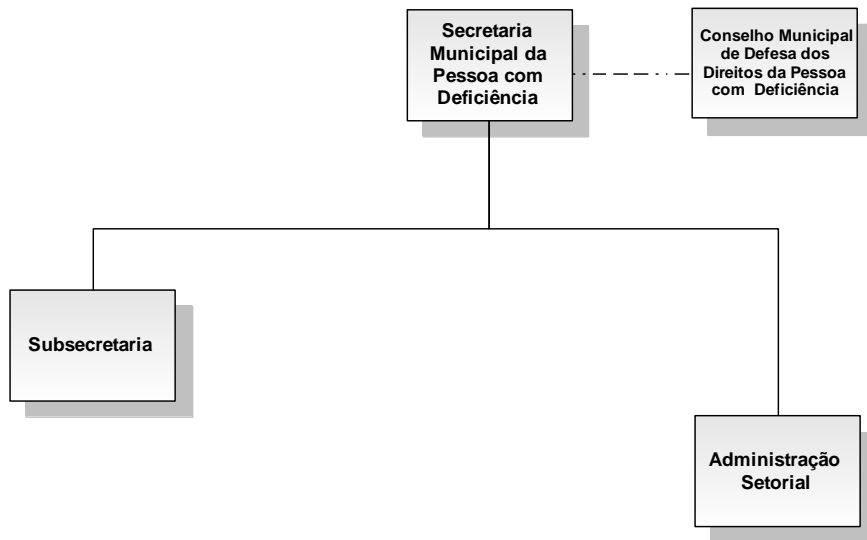 Secretaria
Municipal da
Pessoa com
Deficiência
Conselho Municipal
de Defesa dos
Direitos da Pessoa
com Deficiência
Subsecretaria
Administração
Setorial